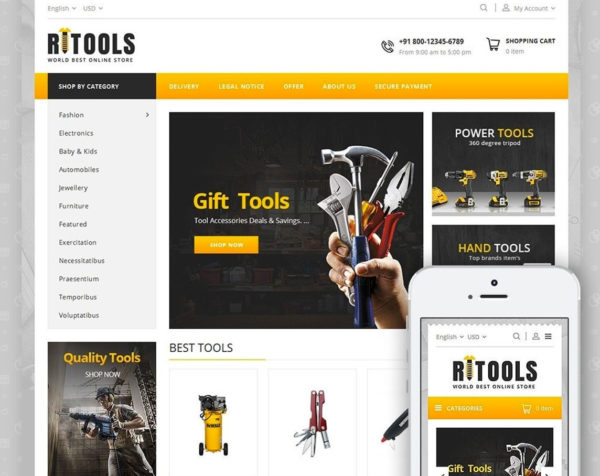 English USD
My Account
RITOOLS
WORLD BEST ONLINE STORE
+91 800-12345-6789
From 9:00 am to 5:00 pm
SHOPPING CART
0 item
SHOP BY CATEGORY
DELIVERY LEGAL NOTICE OFFER ABOUT US SECURE PAYMENT
Fashion
Electronics
Baby & Kids
Automobiles
Jewellery
Furniture
Featured
Exercitation
Necessitatibus
Praesentium
Temporibus
Voluptatibus
Gift Tools
Tool Accessories Deals & Savings. ...
SHOP NOW
POWER TOOLS
360 degree tripod
HAND TOOLS
Top brands item's
Quality Tools
SHOP NOW
BEST TOOLS
DEWALT
English USD
RITOOLS
WORLD BEST ONLINE STORE
CATEGORIES
0 item
Gift Tools